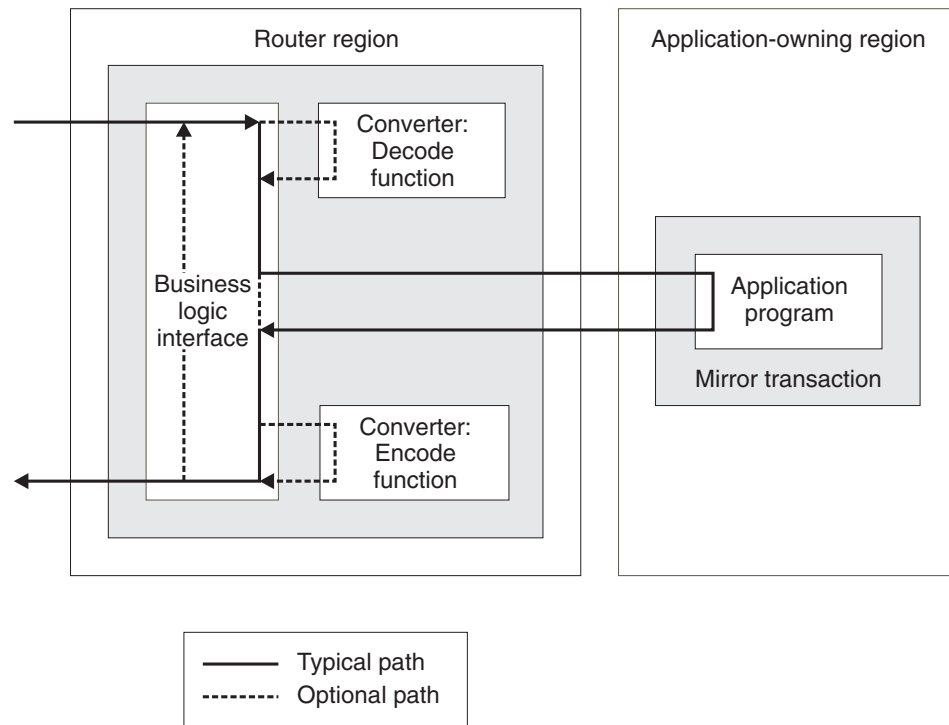 Router region
Application-owning region
Converter:
Decode
function
Business
logic
interface
Application
program
Mirror transaction
Converter:
Encode
function
Typical path
Optional path